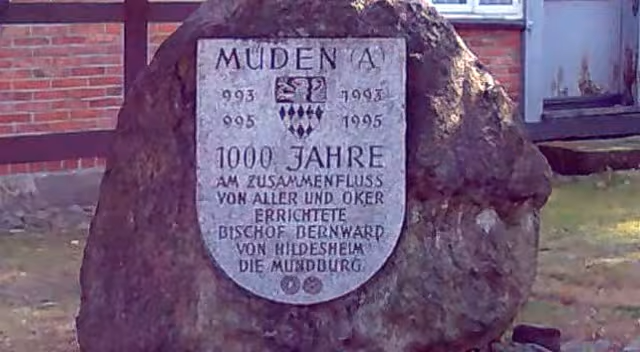 MÜDEN (A)
993 1993
995 1995
1000 JAHRE
AM ZUSAMMENFLUSS
VON ALLER UND OKER
ERRICHTETE
BISCHOF BERNWARD
VON HILDESHEIM
DIE MUNDBURG